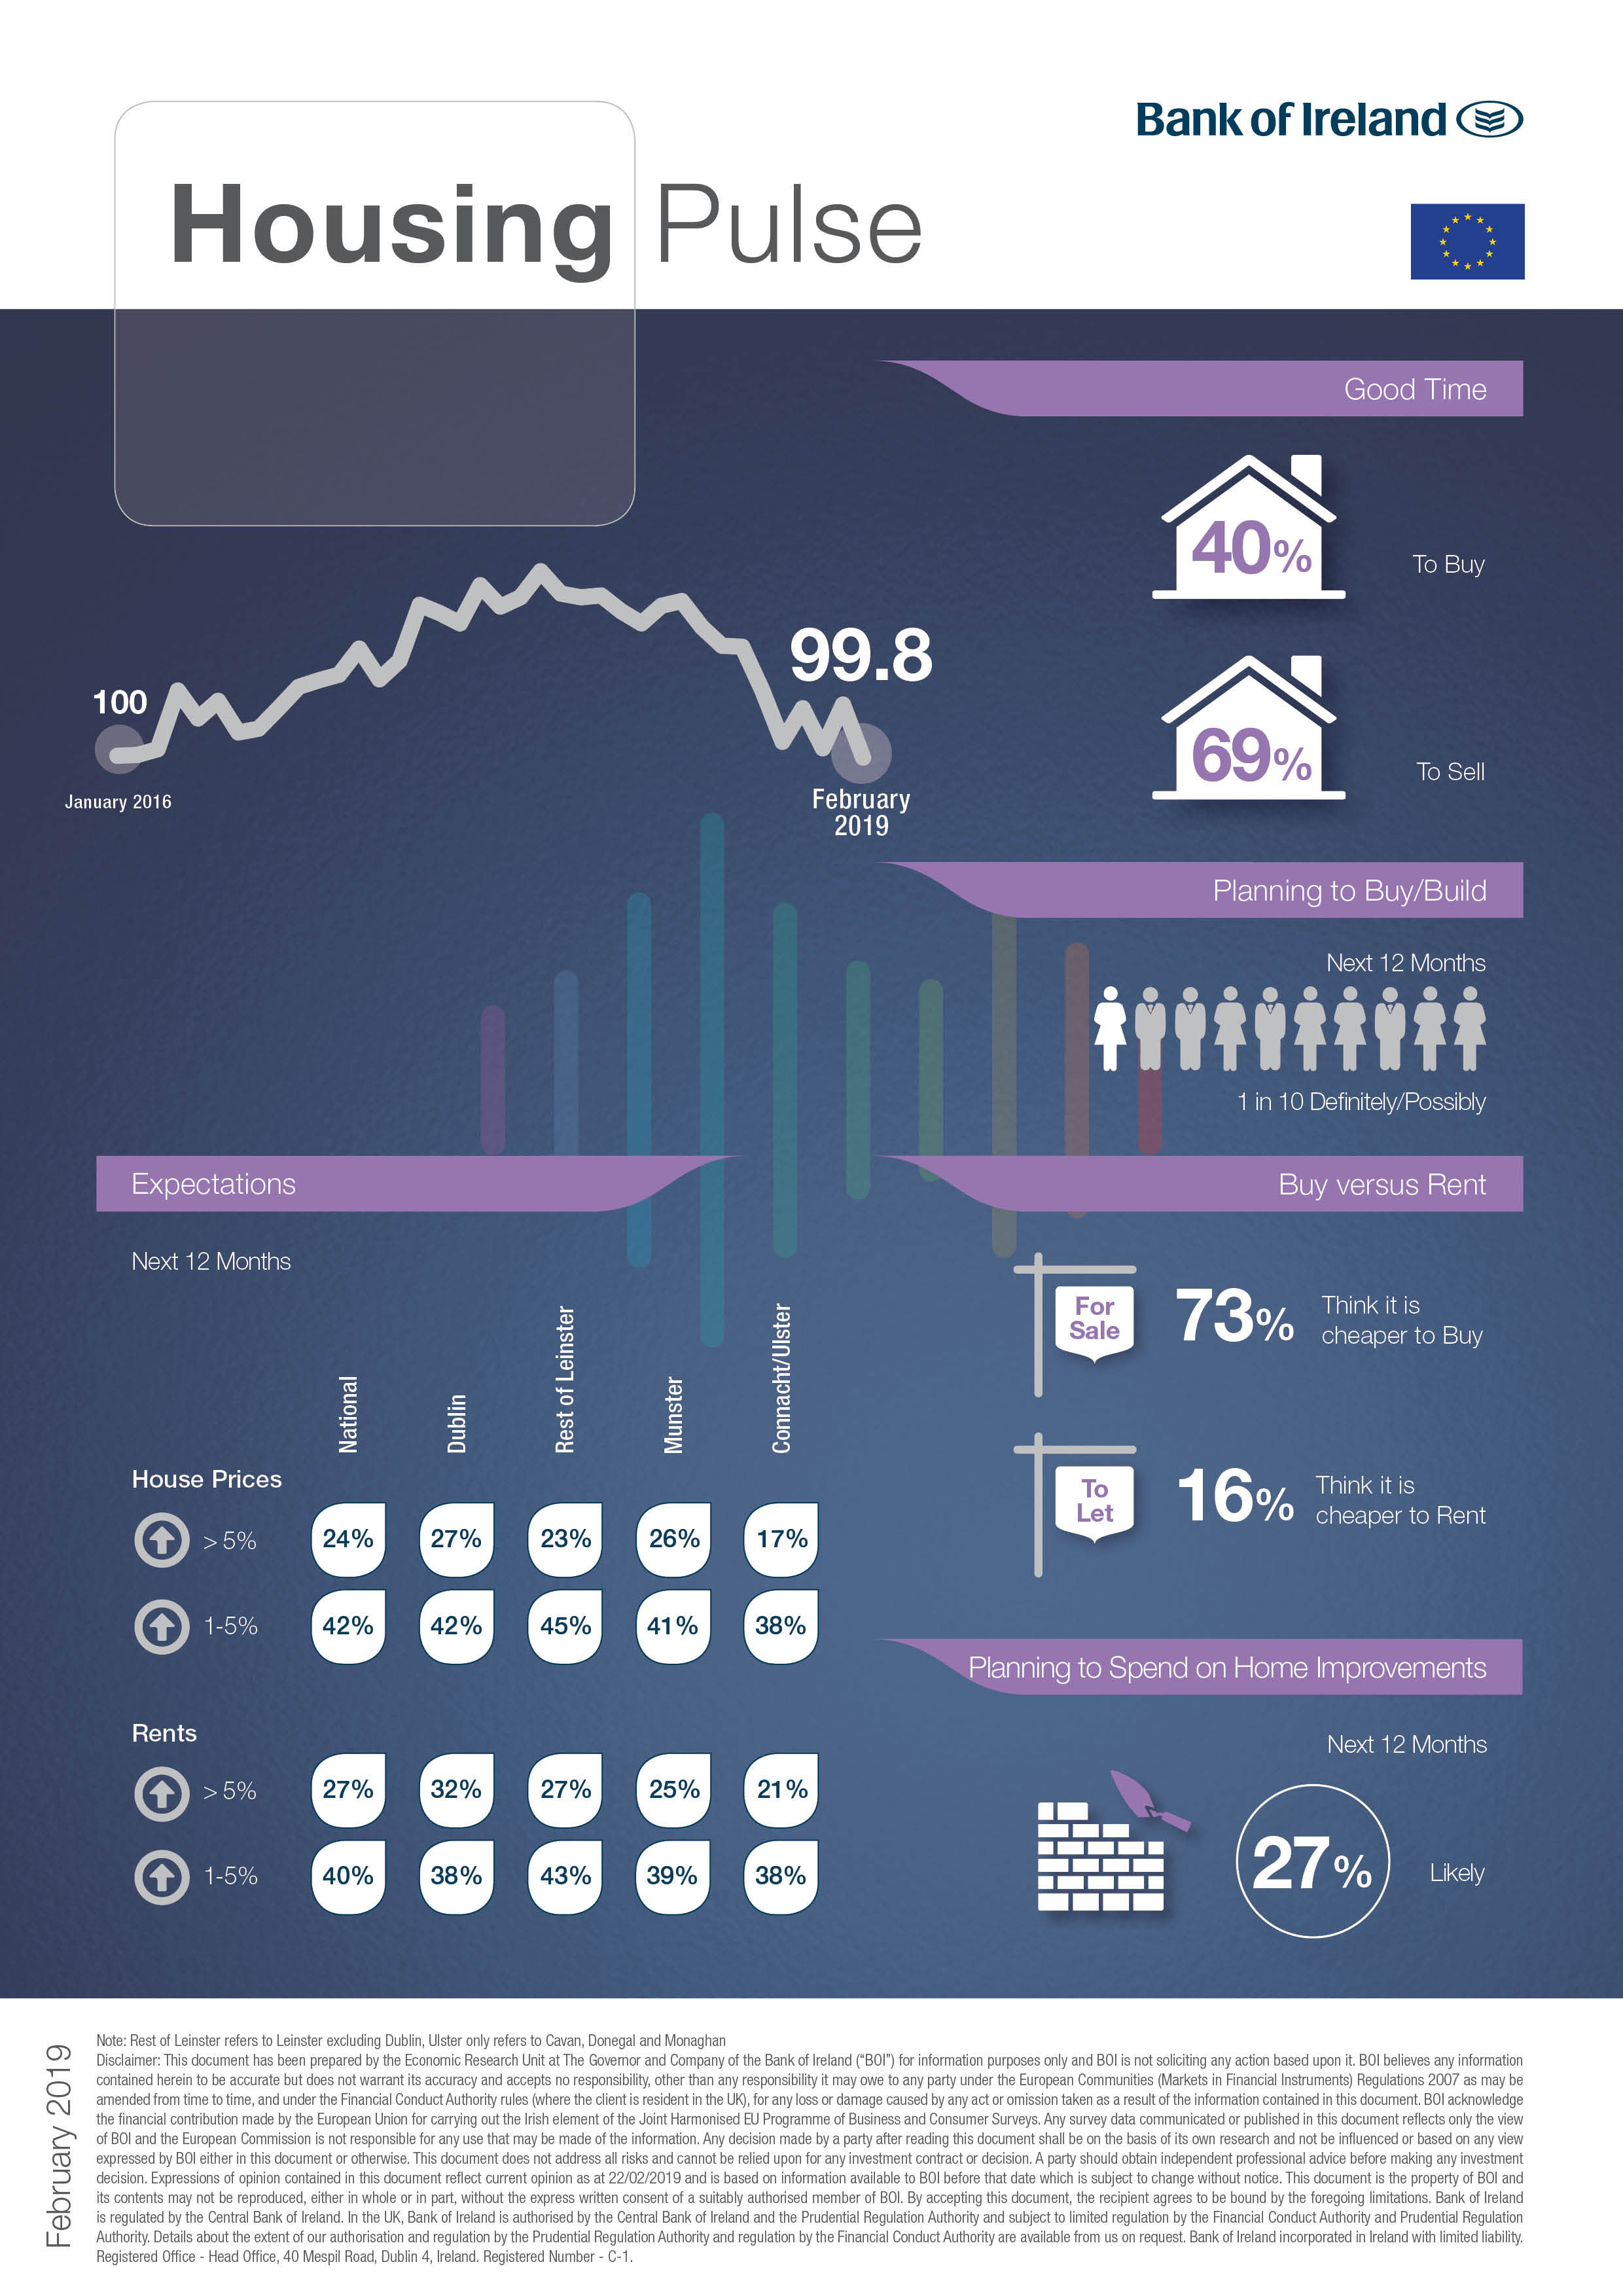 Bank of Ireland
Housing Pulse
Good Time
40%
To Buy
69%
To Sell
100
January 2016
99.8
February
2019
Planning to Buy/Build
Next 12 Months
1 in 10 Definitely/Possibly
Expectations
Next 12 Months
National
Dublin
Rest of Leinster
Munster
Connacht/Ulster
House Prices
> 5%
24%
27%
23%
26%
17%
1-5%
42%
42%
45%
41%
38%
Rents
> 5%
27%
32%
27%
25%
21%
1-5%
40%
38%
43%
39%
38%
Buy versus Rent
For
Sale
73%
Think it is
cheaper to Buy
To
Let
16%
Think it is
cheaper to Rent
Planning to Spend on Home Improvements
Next 12 Months
27%
Likely
February 2019
Note: Rest of Leinster refers to Leinster excluding Dublin, Ulster only refers to Cavan, Donegal and Monaghan
Disclaimer: This document has been prepared by the Economic Research Unit at The Governor and Company of the Bank of Ireland (“BOI”) for information purposes only and BOI is not soliciting any action based upon it. BOI believes any information
contained herein to be accurate but does not warrant its accuracy and accepts no responsibility, other than any responsibility it may owe to any party under the European Communities (Markets in Financial Instruments) Regulations 2007 as may be
amended from time to time, and under the Financial Conduct Authority rules (where the client is resident in the UK), for any loss or damage caused by any act or omission taken as a result of the information contained in this document. BOI acknowledge
the financial contribution made by the European Union for carrying out the Irish element of the Joint Harmonised EU Programme of Business and Consumer Surveys. Any survey data communicated or published in this document reflects only the view
of BOI and the European Commission is not responsible for any use that may be made of the information. Any decision made by a party after reading this document shall be on the basis of its own research and not be influenced or based on any view
expressed by BOI either in this document or otherwise. This document does not address all risks and cannot be relied upon for any investment contract or decision. A party should obtain independent professional advice before making any investment
decision. Expressions of opinion contained in this document reflect current opinion as at 22/02/2019 and is based on information available to BOI before that date which is subject to change without notice. This document is the property of BOI and
its contents may not be reproduced, either in whole or in part, without the express written consent of a suitably authorised member of BOI. By accepting this document, the recipient agrees to be bound by the foregoing limitations. Bank of Ireland
is regulated by the Central Bank of Ireland. In the UK, Bank of Ireland is authorised by the Central Bank of Ireland and the Prudential Regulation Authority and subject to limited regulation by the Financial Conduct Authority and Prudential Regulation
Authority. Details about the extent of our authorisation and regulation by the Prudential Regulation Authority and regulation by the Financial Conduct Authority are available from us on request. Bank of Ireland incorporated in Ireland with limited liability.
Registered Office - Head Office, 40 Mespil Road, Dublin 4, Ireland. Registered Number - C-1.